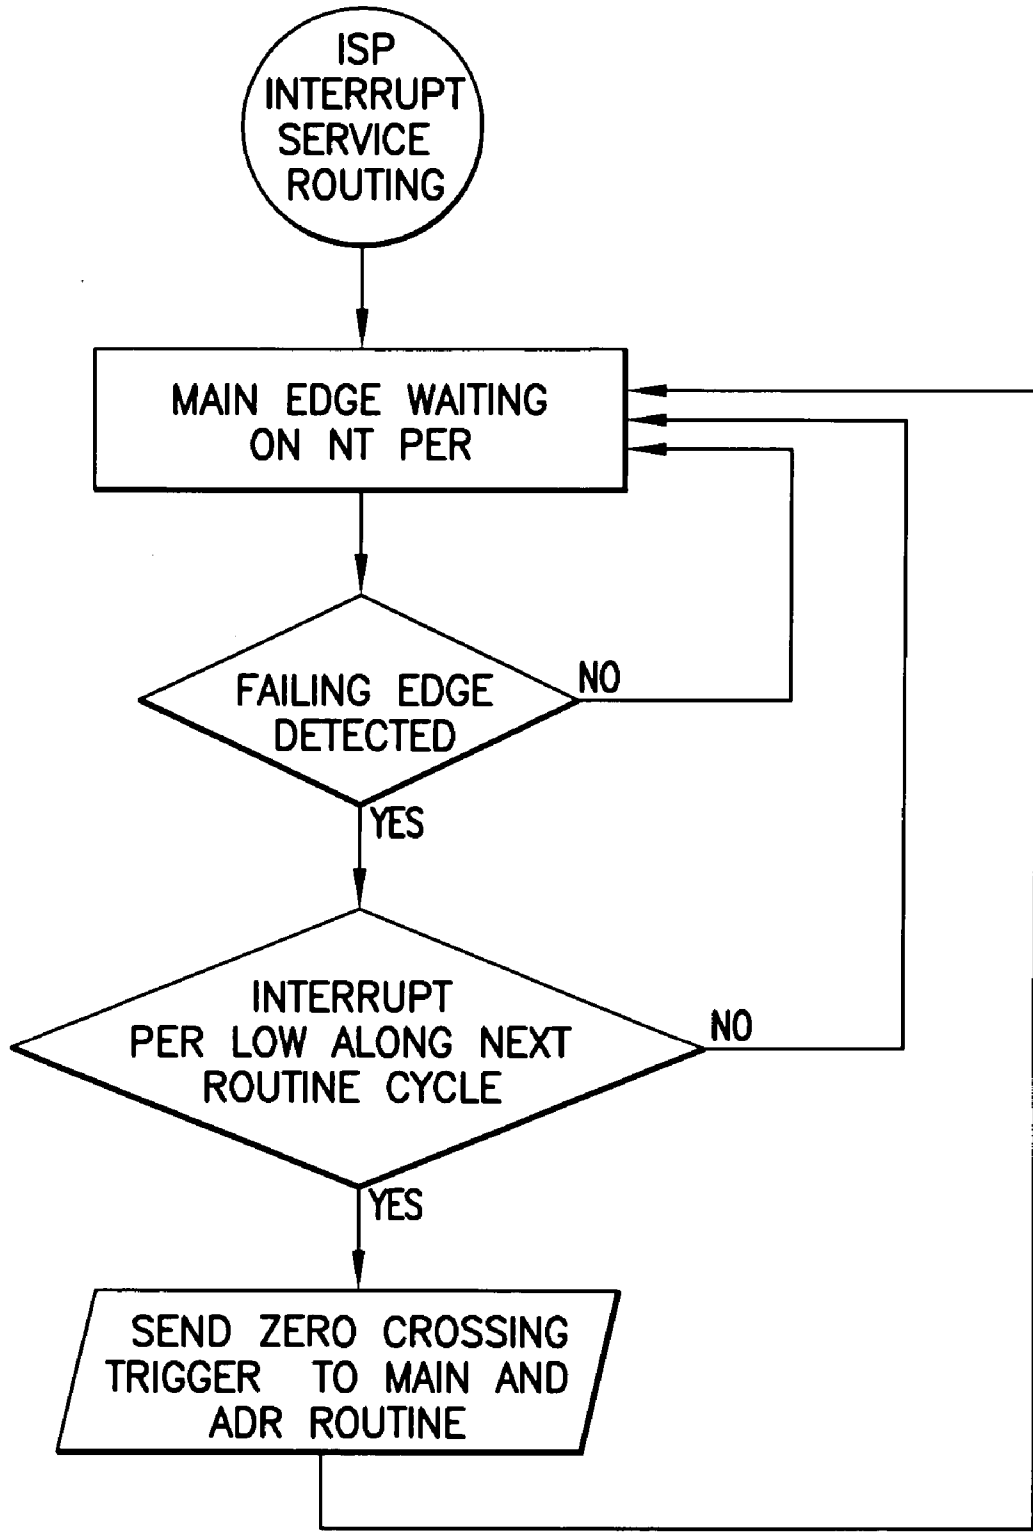 ISP
INTERRUPT
SERVICE
ROUTING
MAIN EDGE WAITING
ON NT PER
FAILING EDGE
DETECTED
NO
YES
INTERRUPT
PER LOW ALONG NEXT
ROUTINE CYCLE
NO
YES
SEND ZERO CROSSING
TRIGGER TO MAIN AND
ADR ROUTINE